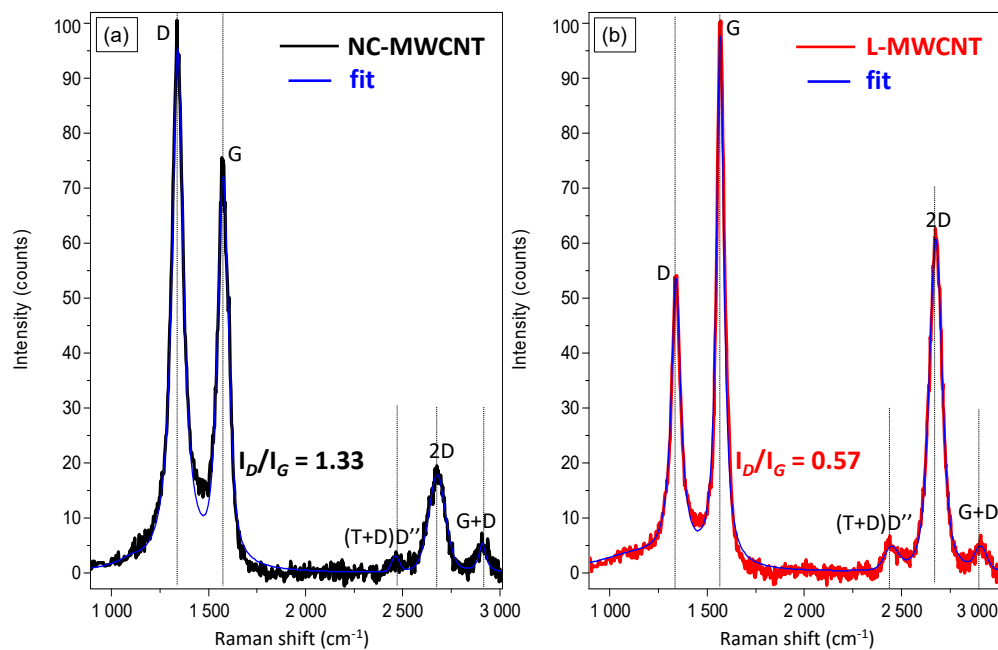 (a)
D
NC-MWCNT
fit
G
I_D/I_G = 1.33
(T+D)D’’
2D
G+D
100
90
80
70
60
50
40
30
20
10
0
Intensity (counts)
1 000
1 500
2 000
2 500
3 000
Raman shift (cm⁻¹)
(b)
G
L-MWCNT
fit
D
2D
I_D/I_G = 0.57
(T+D)D’’
G+D
100
90
80
70
60
50
40
30
20
10
0
Intensity (counts)
1 000
1 500
2 000
2 500
3 000
Raman shift (cm⁻¹)